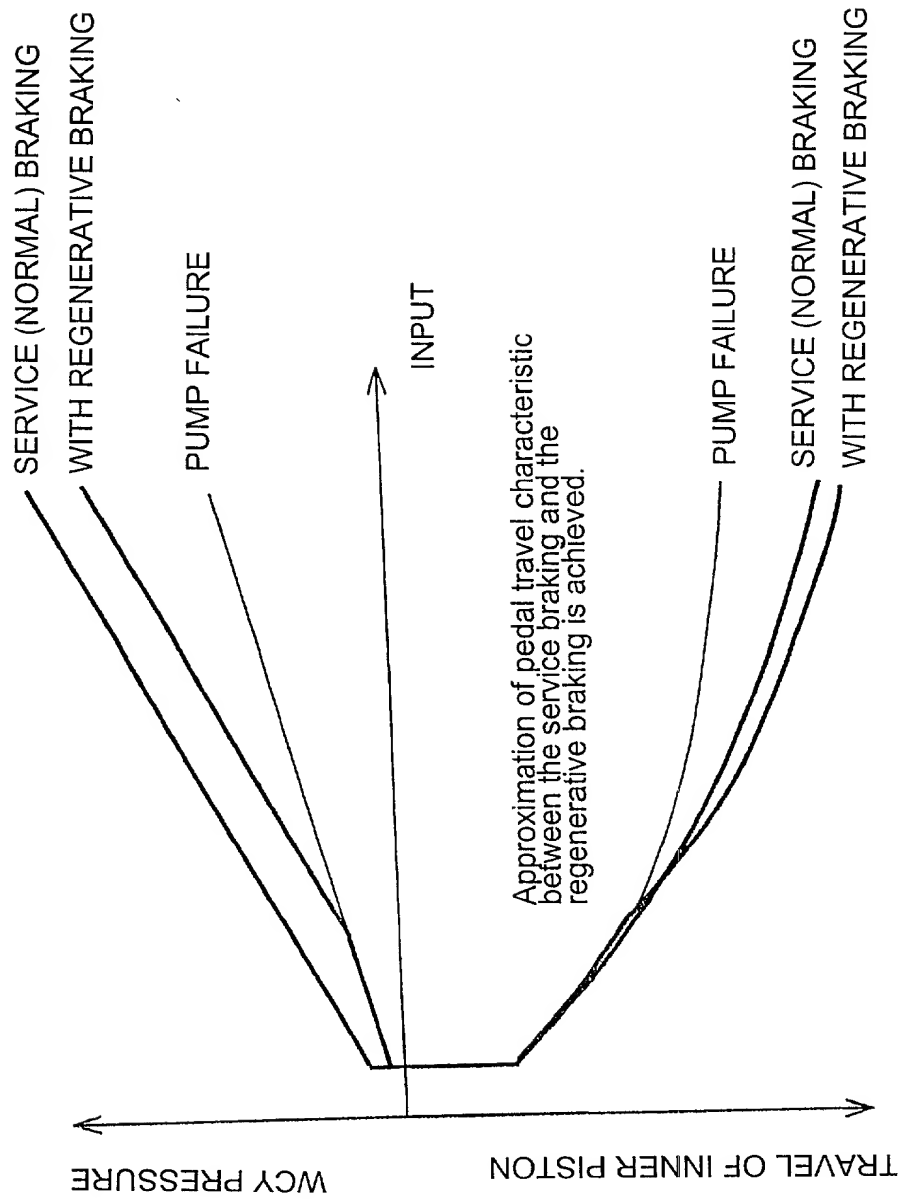 SERVICE (NORMAL) BRAKING
WITH REGENERATIVE BRAKING
PUMP FAILURE
INPUT
Approximation of pedal travel characteristic
between the service braking and the
regenerative braking is achieved.
PUMP FAILURE
SERVICE (NORMAL) BRAKING
WITH REGENERATIVE BRAKING
WCY PRESSURE
TRAVEL OF INNER PISTON